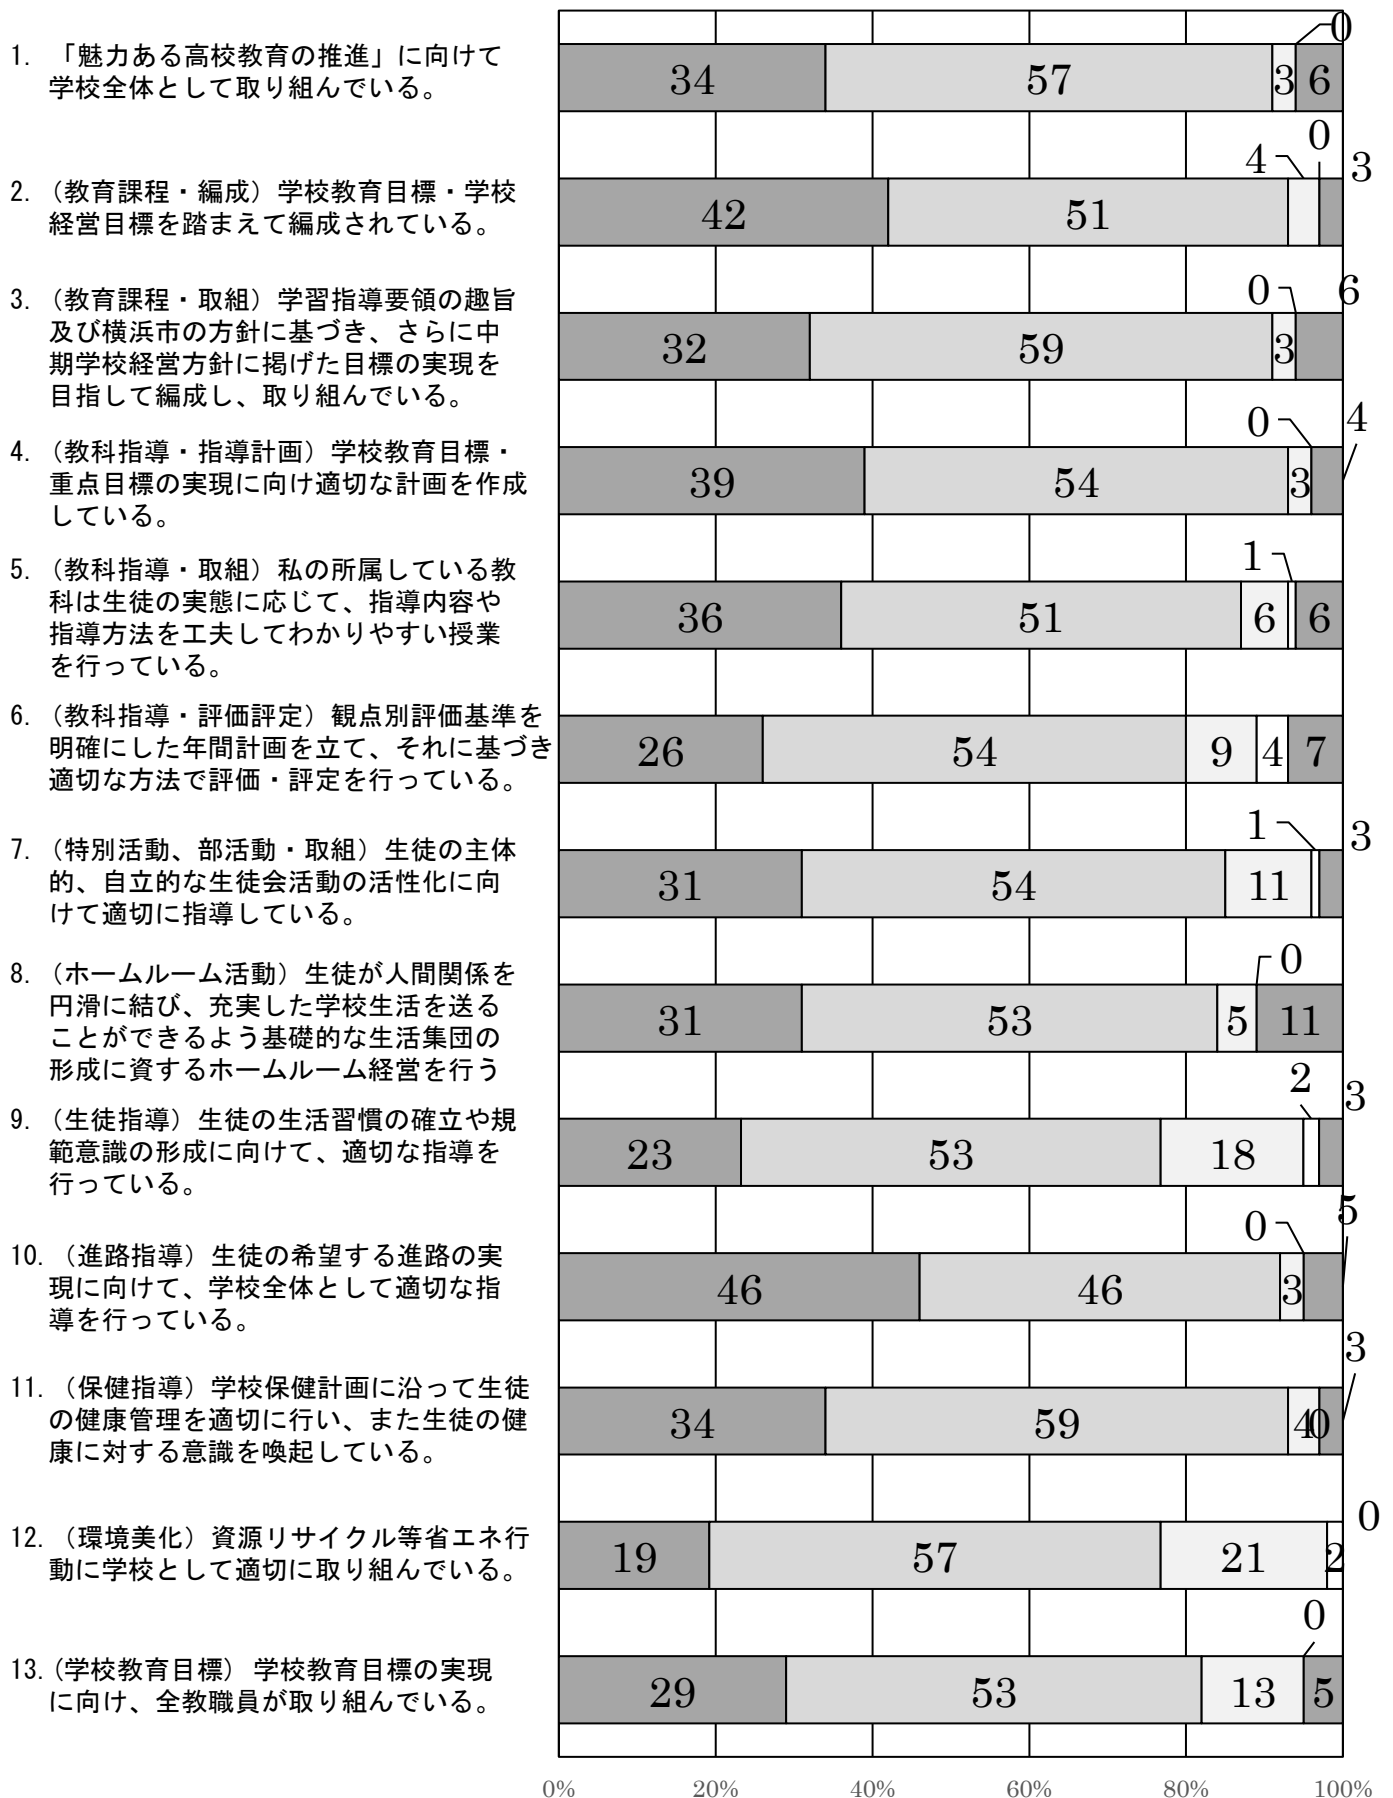 0
1. 「魅力ある高校教育の推進」に向けて
学校全体として取り組んでいる。
34 57 3 6
4 0 3
2. （教育課程・編成）学校教育目標・学校
経営目標を踏まえて編成されている。
42 51
0 6
3. （教育課程・取組）学習指導要領の趣旨
及び横浜市の方針に基づき、さらに中
期学校経営方針に掲げた目標の実現を
目指して編成し、取り組んでいる。
32 59 3
0 4
4. （教科指導・指導計画）学校教育目標・
重点目標の実現に向け適切な計画を作成
している。
39 54 3
1
5. （教科指導・取組）私の所属している教
科は生徒の実態に応じて、指導内容や
指導方法を工夫してわかりやすい授業
を行っている。
36 51 6 6
6. （教科指導・評価評定）観点別評価基準を
明確にした年間計画を立て、それに基づき
適切な方法で評価・評定を行っている。
26 54 9 4 7
1 3
7. （特別活動、部活動・取組）生徒の主体
的、自立的な生徒会活動の活性化に向
けて適切に指導している。
31 54 11
0
8. （ホームルーム活動）生徒が人間関係を
円滑に結び、充実した学校生活を送る
ことができるよう基礎的な生活集団の
形成に資するホームルーム経営を行う
31 53 5 11
2 3
9. （生徒指導）生徒の生活習慣の確立や規
範意識の形成に向けて、適切な指導を
行っている。
23 53 18
0 5
10. （進路指導）生徒の希望する進路の実
現に向けて、学校全体として適切な指
導を行っている。
46 46 3
3
11. （保健指導）学校保健計画に沿って生徒
の健康管理を適切に行い、また生徒の健
康に対する意識を喚起している。
34 59 4 0
0
12. （環境美化）資源リサイクル等省エネ行
動に学校として適切に取り組んでいる。
19 57 21 2
0
13.（学校教育目標） 学校教育目標の実現
に向け、全教職員が取り組んでいる。
29 53 13 5
0% 20% 40% 60% 80% 100%